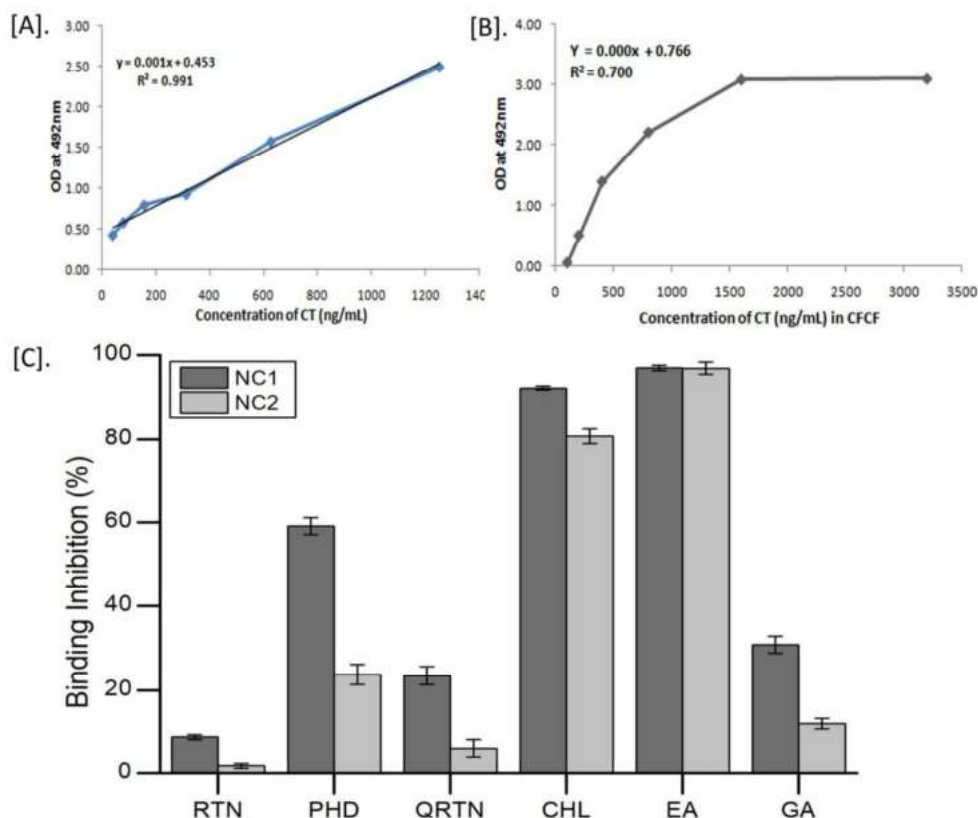 [A].
3.00
2.50
2.00
1.50
1.00
0.50
0.00
y = 0.001x + 0.453
R² = 0.991
OD at 492nm
0 200 400 600 800 1000 1200 140
Concentration of CT (ng/mL)
[B].
4.00
3.00
2.00
1.00
0.00
Y = 0.000x + 0.766
R² = 0.700
OD at 492nm
0 500 1000 1500 2000 2500 3000 3500
Concentration of CT (ng/mL) in CFCF
[C].
NC1
NC2
100
80
60
40
20
0
Binding Inhibition (%)
RTN PHD QRTN CHL EA GA